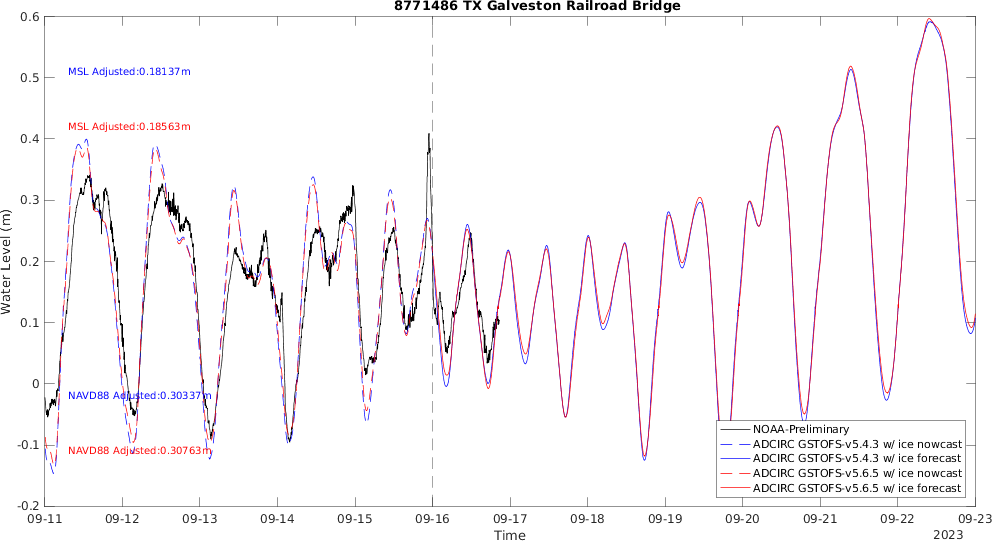 8771486 TX Galveston Railroad Bridge
0.6
0.5
0.4
0.3
0.2
0.1
0
-0.1
-0.2
Water Level (m)
MSL Adjusted:0.18137m
MSL Adjusted:0.18563m
NAVD88 Adjusted:0.30337m
NAVD88 Adjusted:0.30763m
NOAA-Preliminary
ADCIRC GSTOFS-v5.4.3 w/ ice nowcast
ADCIRC GSTOFS-v5.4.3 w/ ice forecast
ADCIRC GSTOFS-v5.6.5 w/ ice nowcast
ADCIRC GSTOFS-v5.6.5 w/ ice forecast
09-11 09-12 09-13 09-14 09-15 09-16 09-17 09-18 09-19 09-20 09-21 09-22 09-23
Time
2023